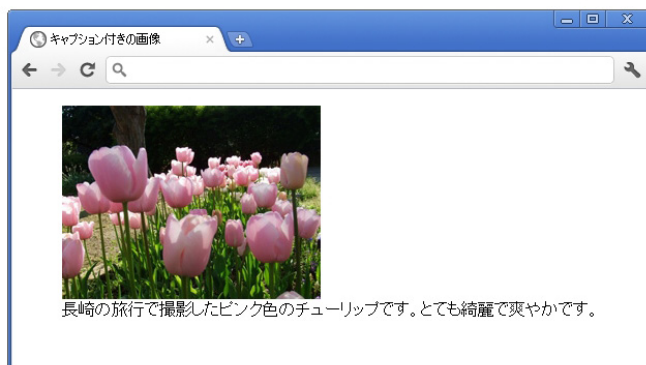 キャプション付きの画像
長崎の旅行で撮影したピンク色のチューリップです。とても綺麗で爽やかです。